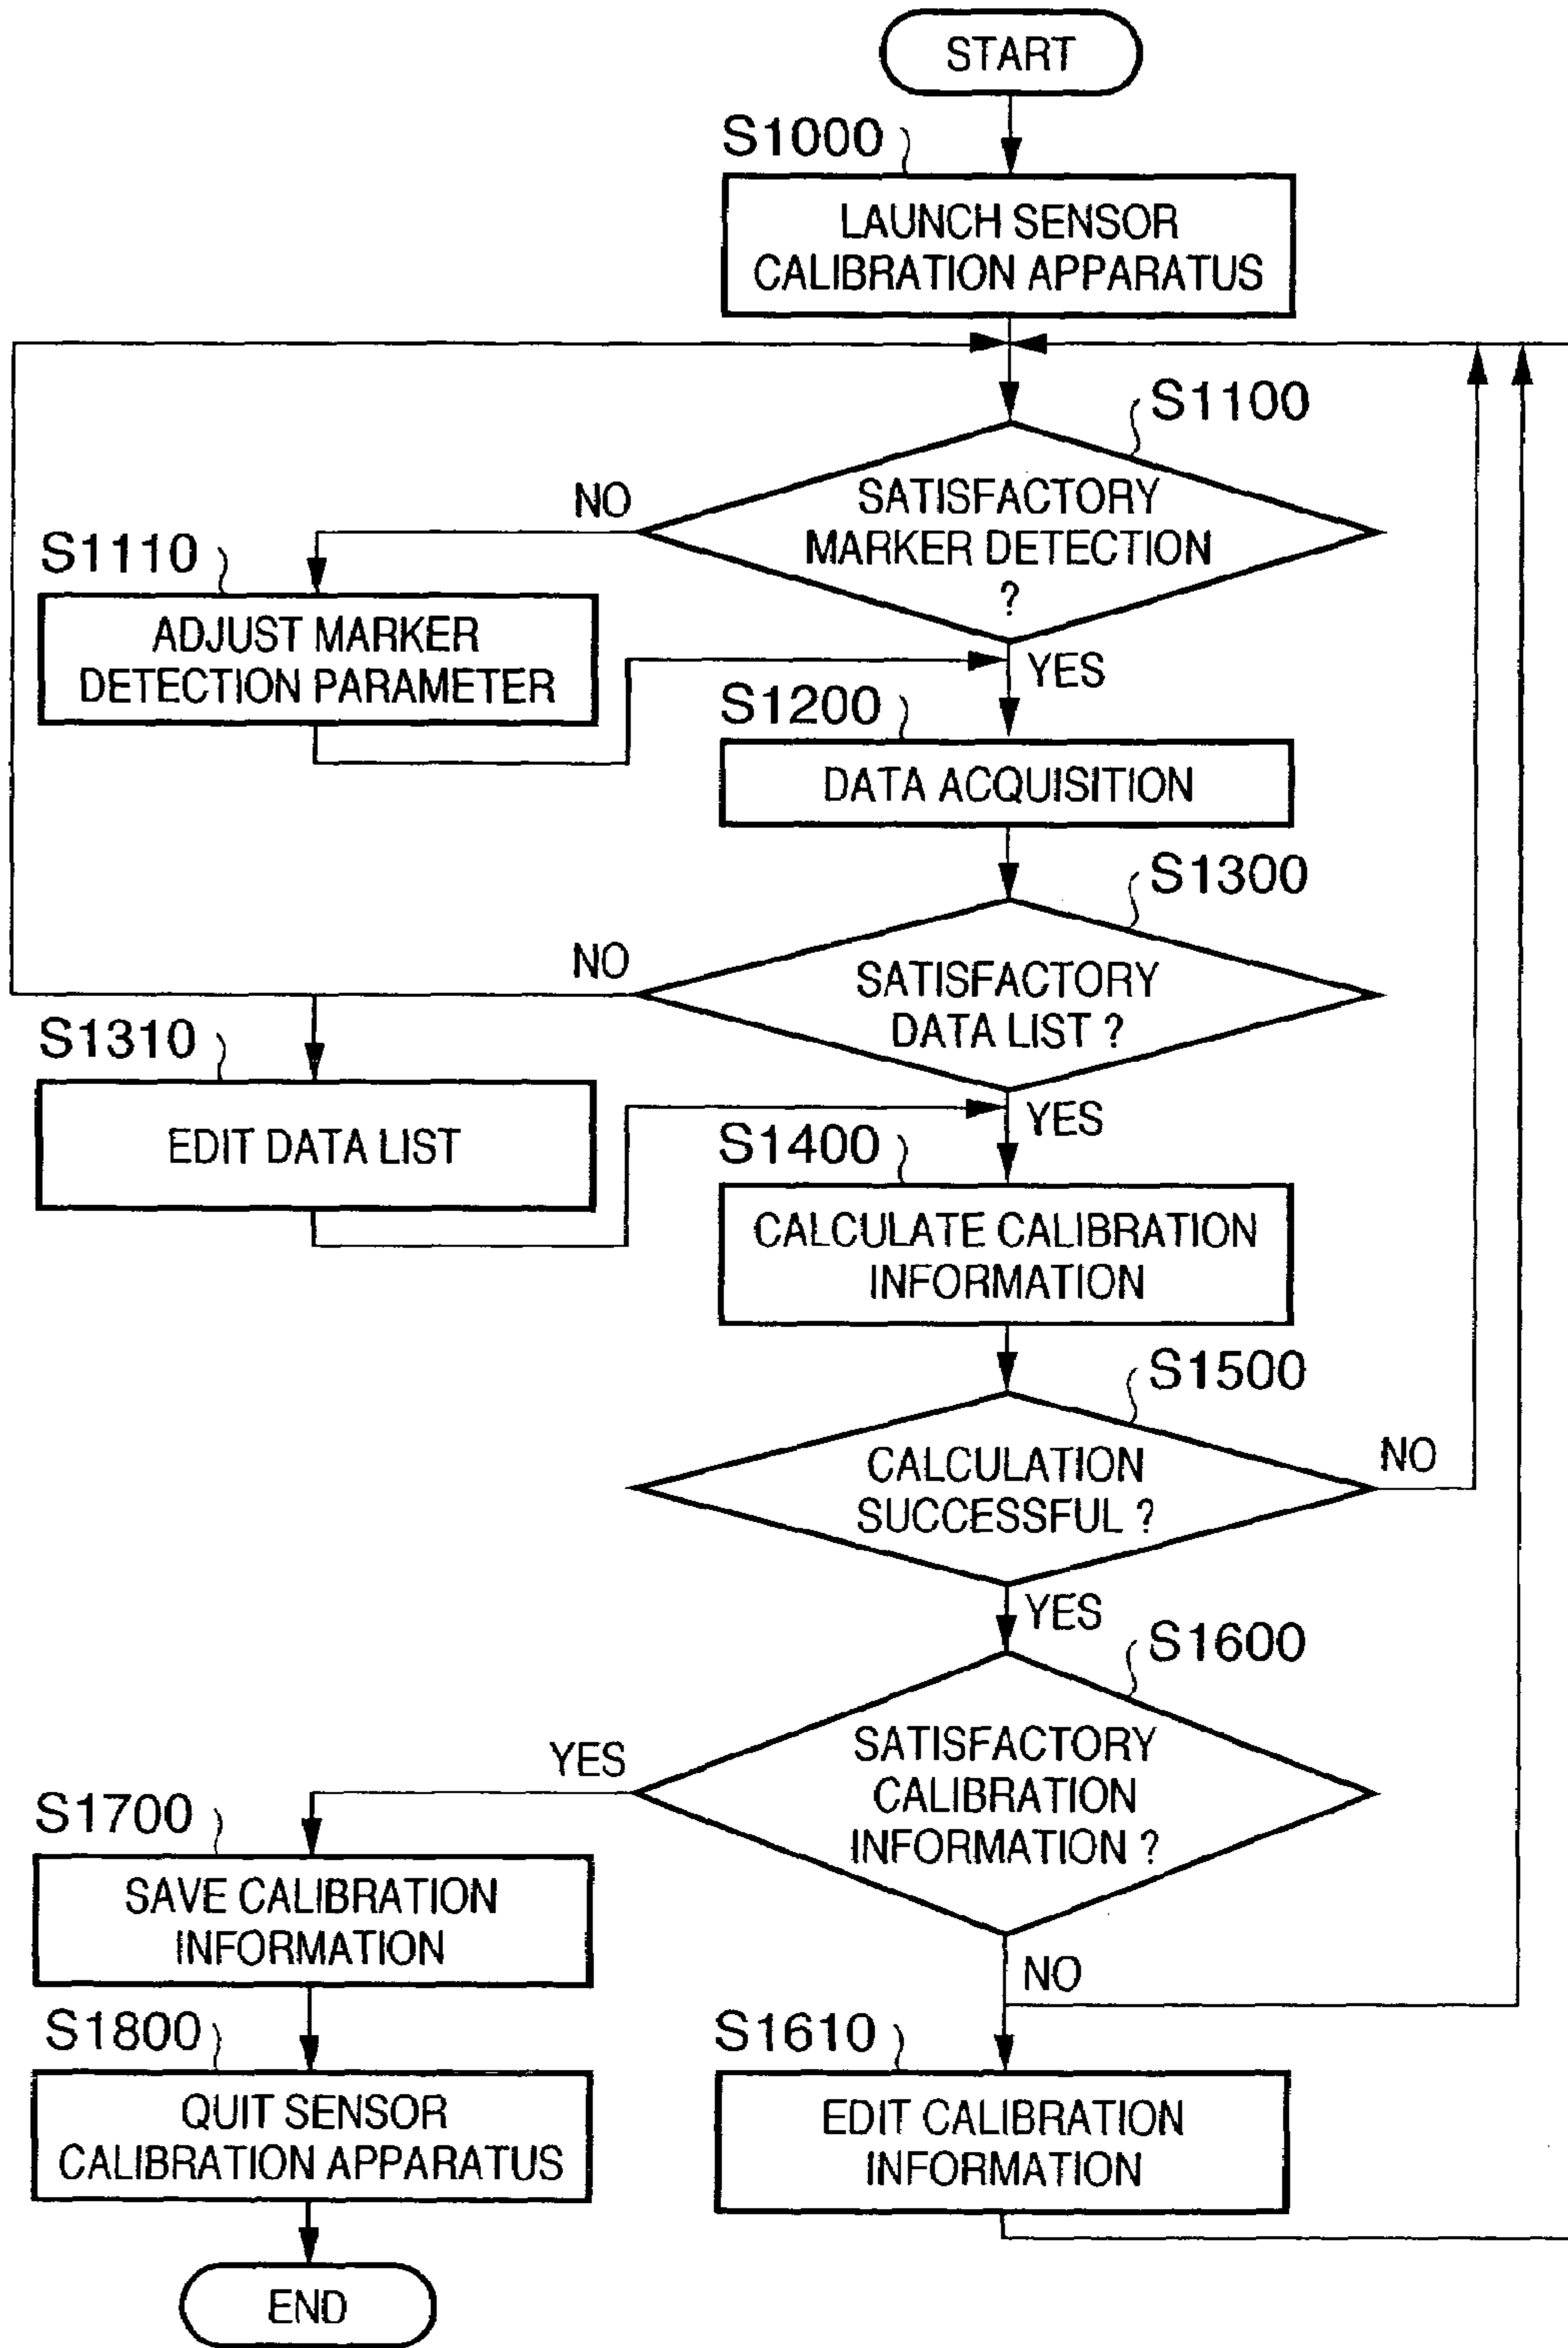 START
S1000
LAUNCH SENSOR
CALIBRATION APPARATUS
S1100
SATISFACTORY
MARKER DETECTION
?
NO
S1110
ADJUST MARKER
DETECTION PARAMETER
YES
S1200
DATA ACQUISITION
S1300
SATISFACTORY
DATA LIST ?
NO
S1310
EDIT DATA LIST
YES
S1400
CALCULATE CALIBRATION
INFORMATION
S1500
CALCULATION
SUCCESSFUL ?
NO
YES
S1600
SATISFACTORY
CALIBRATION
INFORMATION ?
YES
S1700
SAVE CALIBRATION
INFORMATION
NO
S1800
QUIT SENSOR
CALIBRATION APPARATUS
S1610
EDIT CALIBRATION
INFORMATION
END